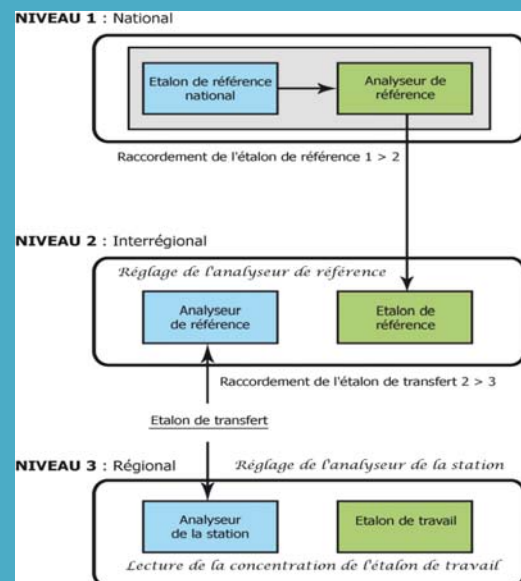 NIVEAU 1 : National
Etalon de référence
national
Analyseur de
référence
Raccordement de l'étalon de référence 1 > 2
NIVEAU 2 : Interrégional
Réglage de l'analyseur de référence
Analyseur
de référence
Etalon de
référence
Raccordement de l'étalon de transfert 2 > 3
Etalon de transfert
NIVEAU 3 : Régional
Réglage de l'analyseur de la station
Analyseur
de la station
Etalon de travail
Lecture de la concentration de l'étalon de travail